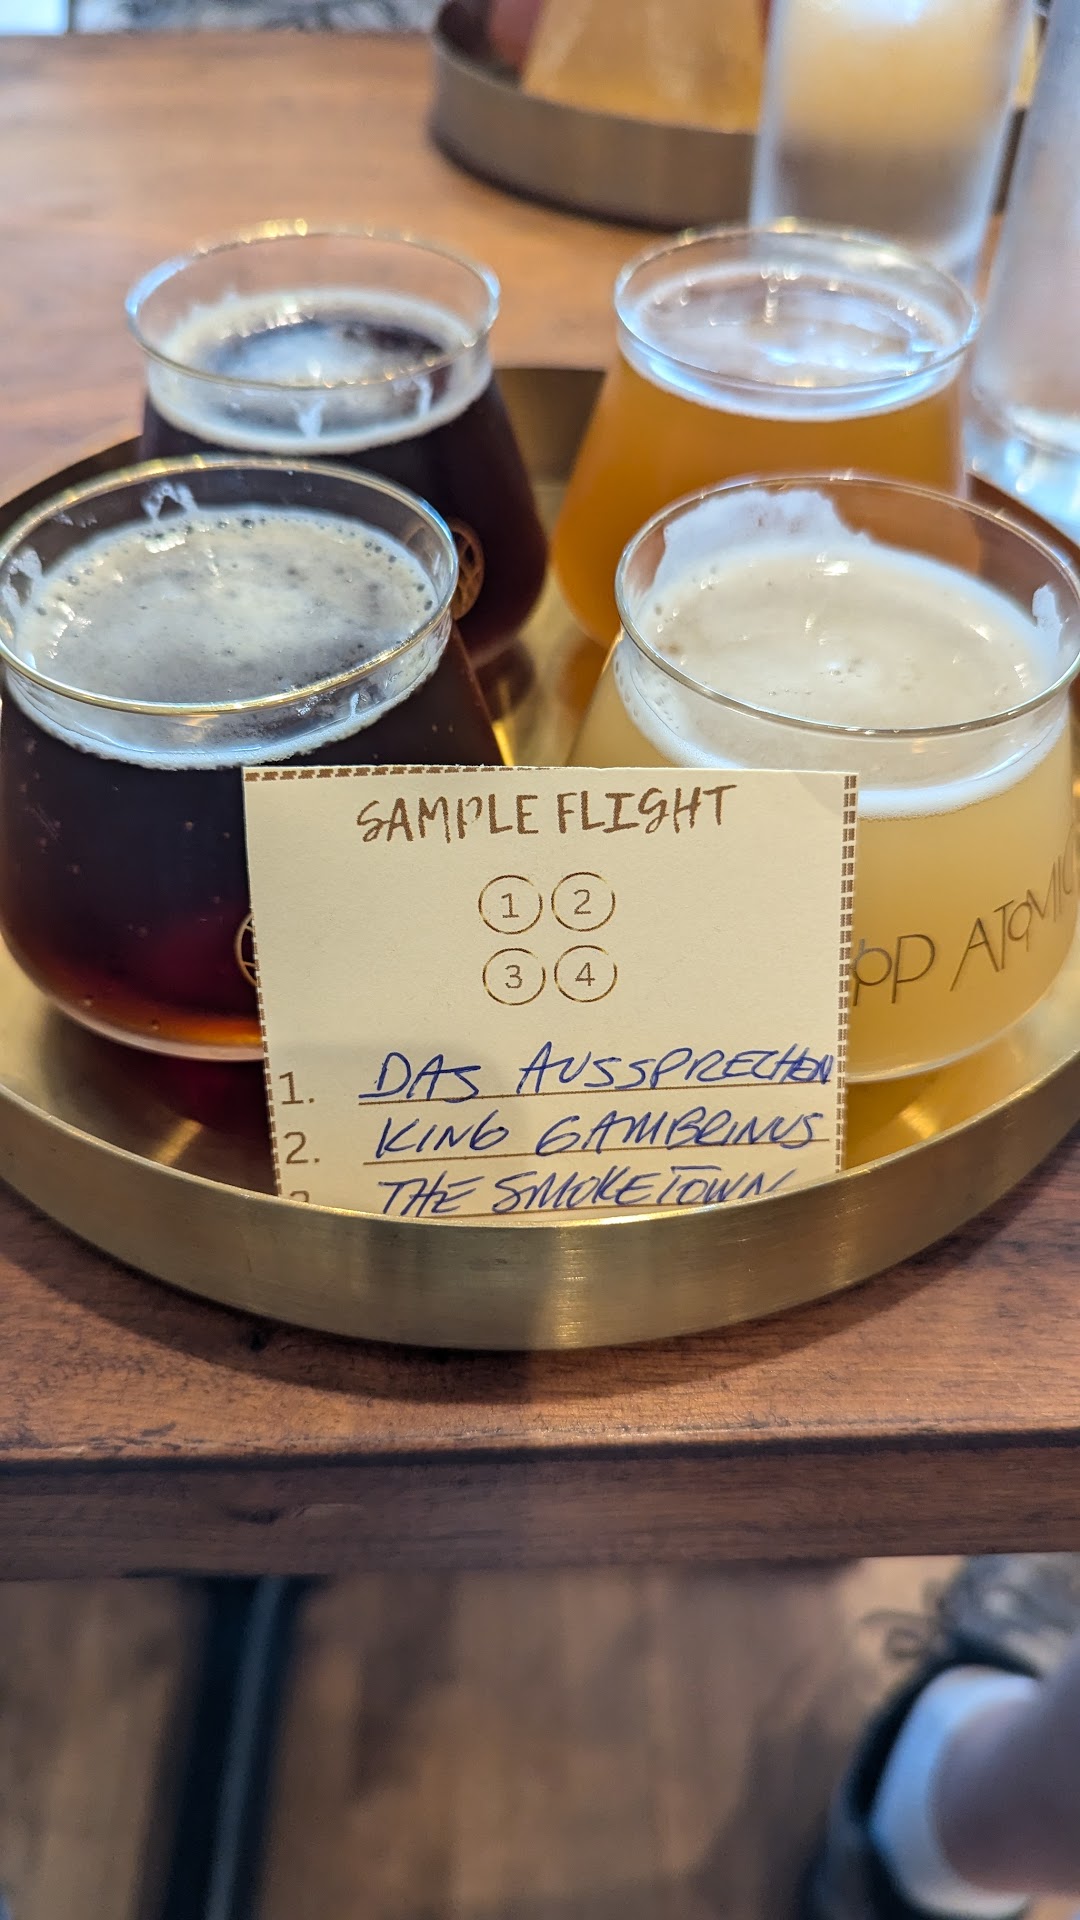 SAMPLE FLIGHT
1 2
3 4
1. DAS AUSSPRECHEN
2. KING GAMBRINUS
THE SMOKETOWN
ATOMIC